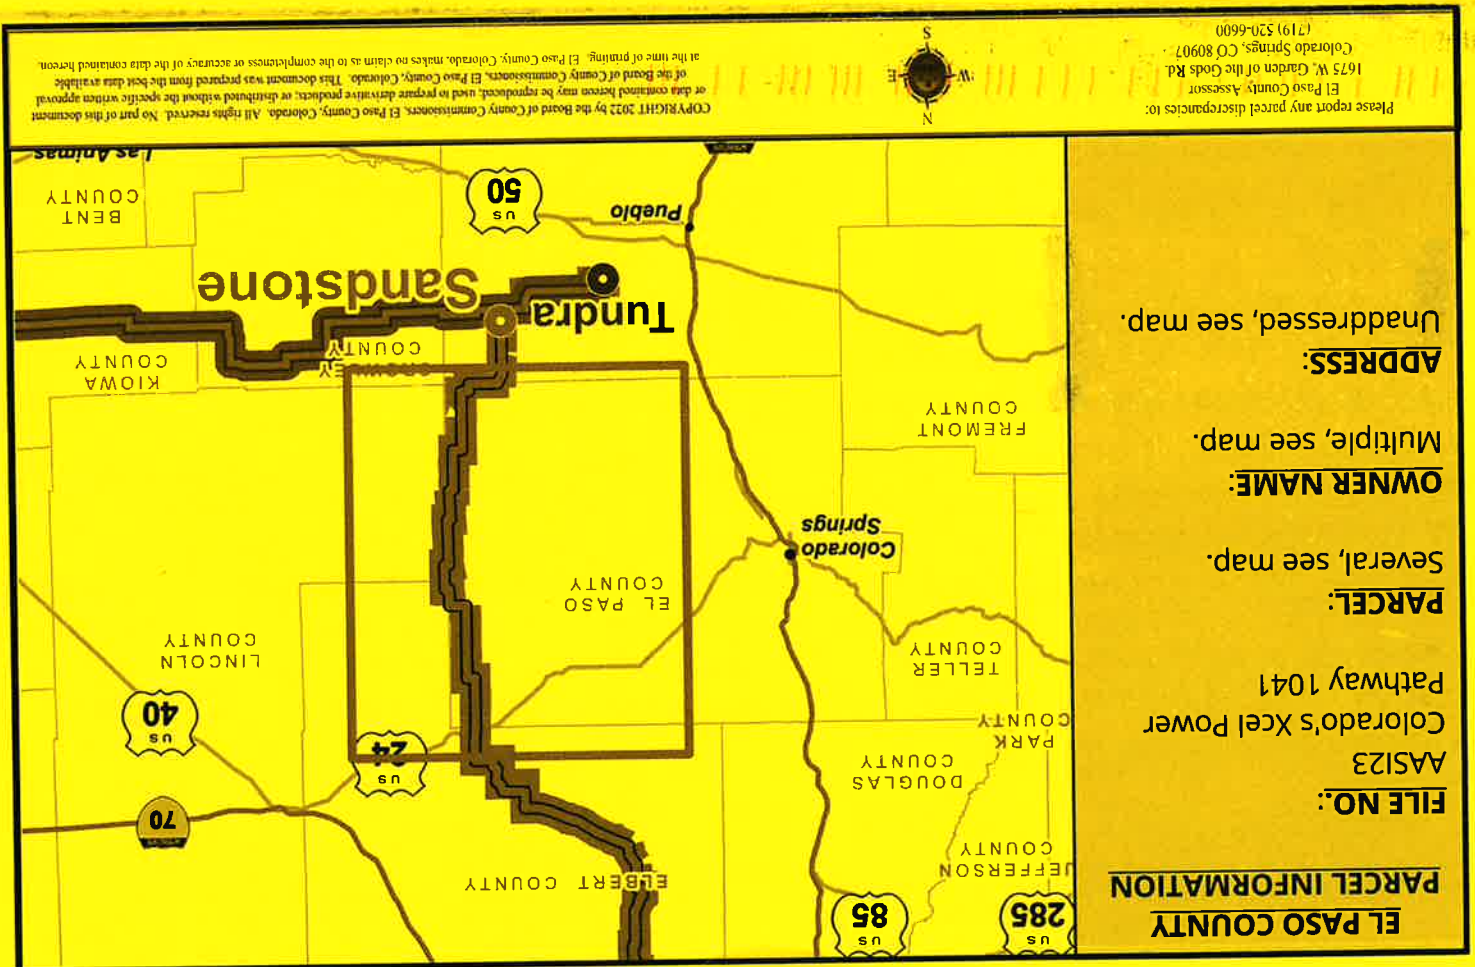 EL PASO COUNTY
PARCEL INFORMATION
FILE NO.:
AASI23
Colorado's Xcel Power
Pathway 1041
PARCEL:
Several, see map.
OWNER NAME:
Multiple, see map.
ADDRESS:
Unaddressed, see map.
US
285
US
85
JEFFERSON
COUNTY
ELBERT COUNTY
70
DOUGLAS
COUNTY
PARK
COUNTY
US
24
US
40
TELLER
COUNTY
LINCOLN
COUNTY
EL PASO
COUNTY
Colorado
Springs
FREMONT
COUNTY
CROWLEY
COUNTY
KIOWA
COUNTY
Tundra
Sandstone
Pueblo
US
50
BENT
COUNTY
Las Animas
Please report any parcel discrepancies to:
El Paso County Assessor
1675 W. Garden of the Gods Rd.
Colorado Springs, CO 80907
(719) 520-6600
N
W
E
S
COPYRIGHT 2022 by the Board of County Commissioners, El Paso County, Colorado. All rights reserved. No part of this document
or data contained hereon may be reproduced, used to prepare derivative products, or distributed without the specific written approval
of the Board of County Commissioners, El Paso County, Colorado. This document was prepared from the best data available
at the time of printing. El Paso County, Colorado, makes no claim as to the completeness or accuracy of the data contained hereon.